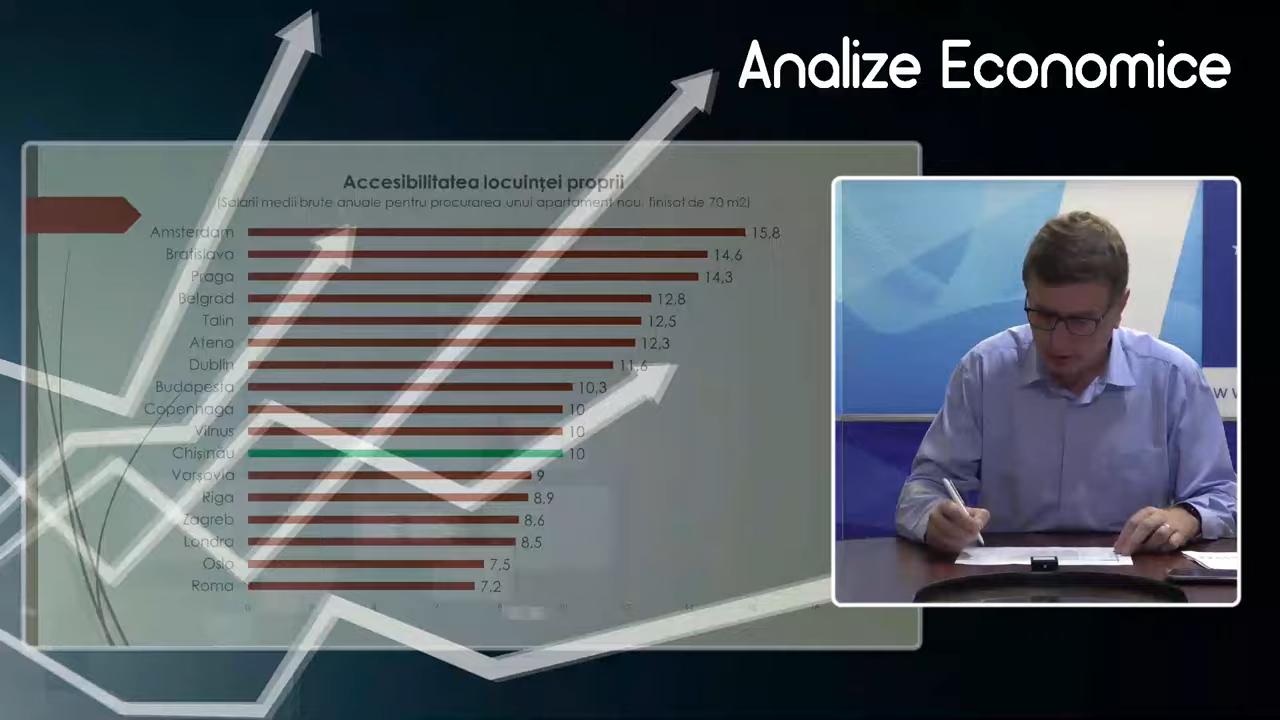 Analize Economice
Accesibilitatea locuinței proprii
(Salarii medii brute anuale pentru procurarea unui apartament nou, finisat de 70 m2)
Amsterdam 15,8
Bratislava 14,6
Praga 14,3
Belgrad 12,8
Talin 12,5
Atena 12,3
Dublin 11,6
Budapesta 10,3
Copenhaga 10
Vilnus 10
Chișinău 10
Varșovia 9
Riga 8,9
Zagreb 8,6
Londra 8,5
Oslo 7,5
Roma 7,2